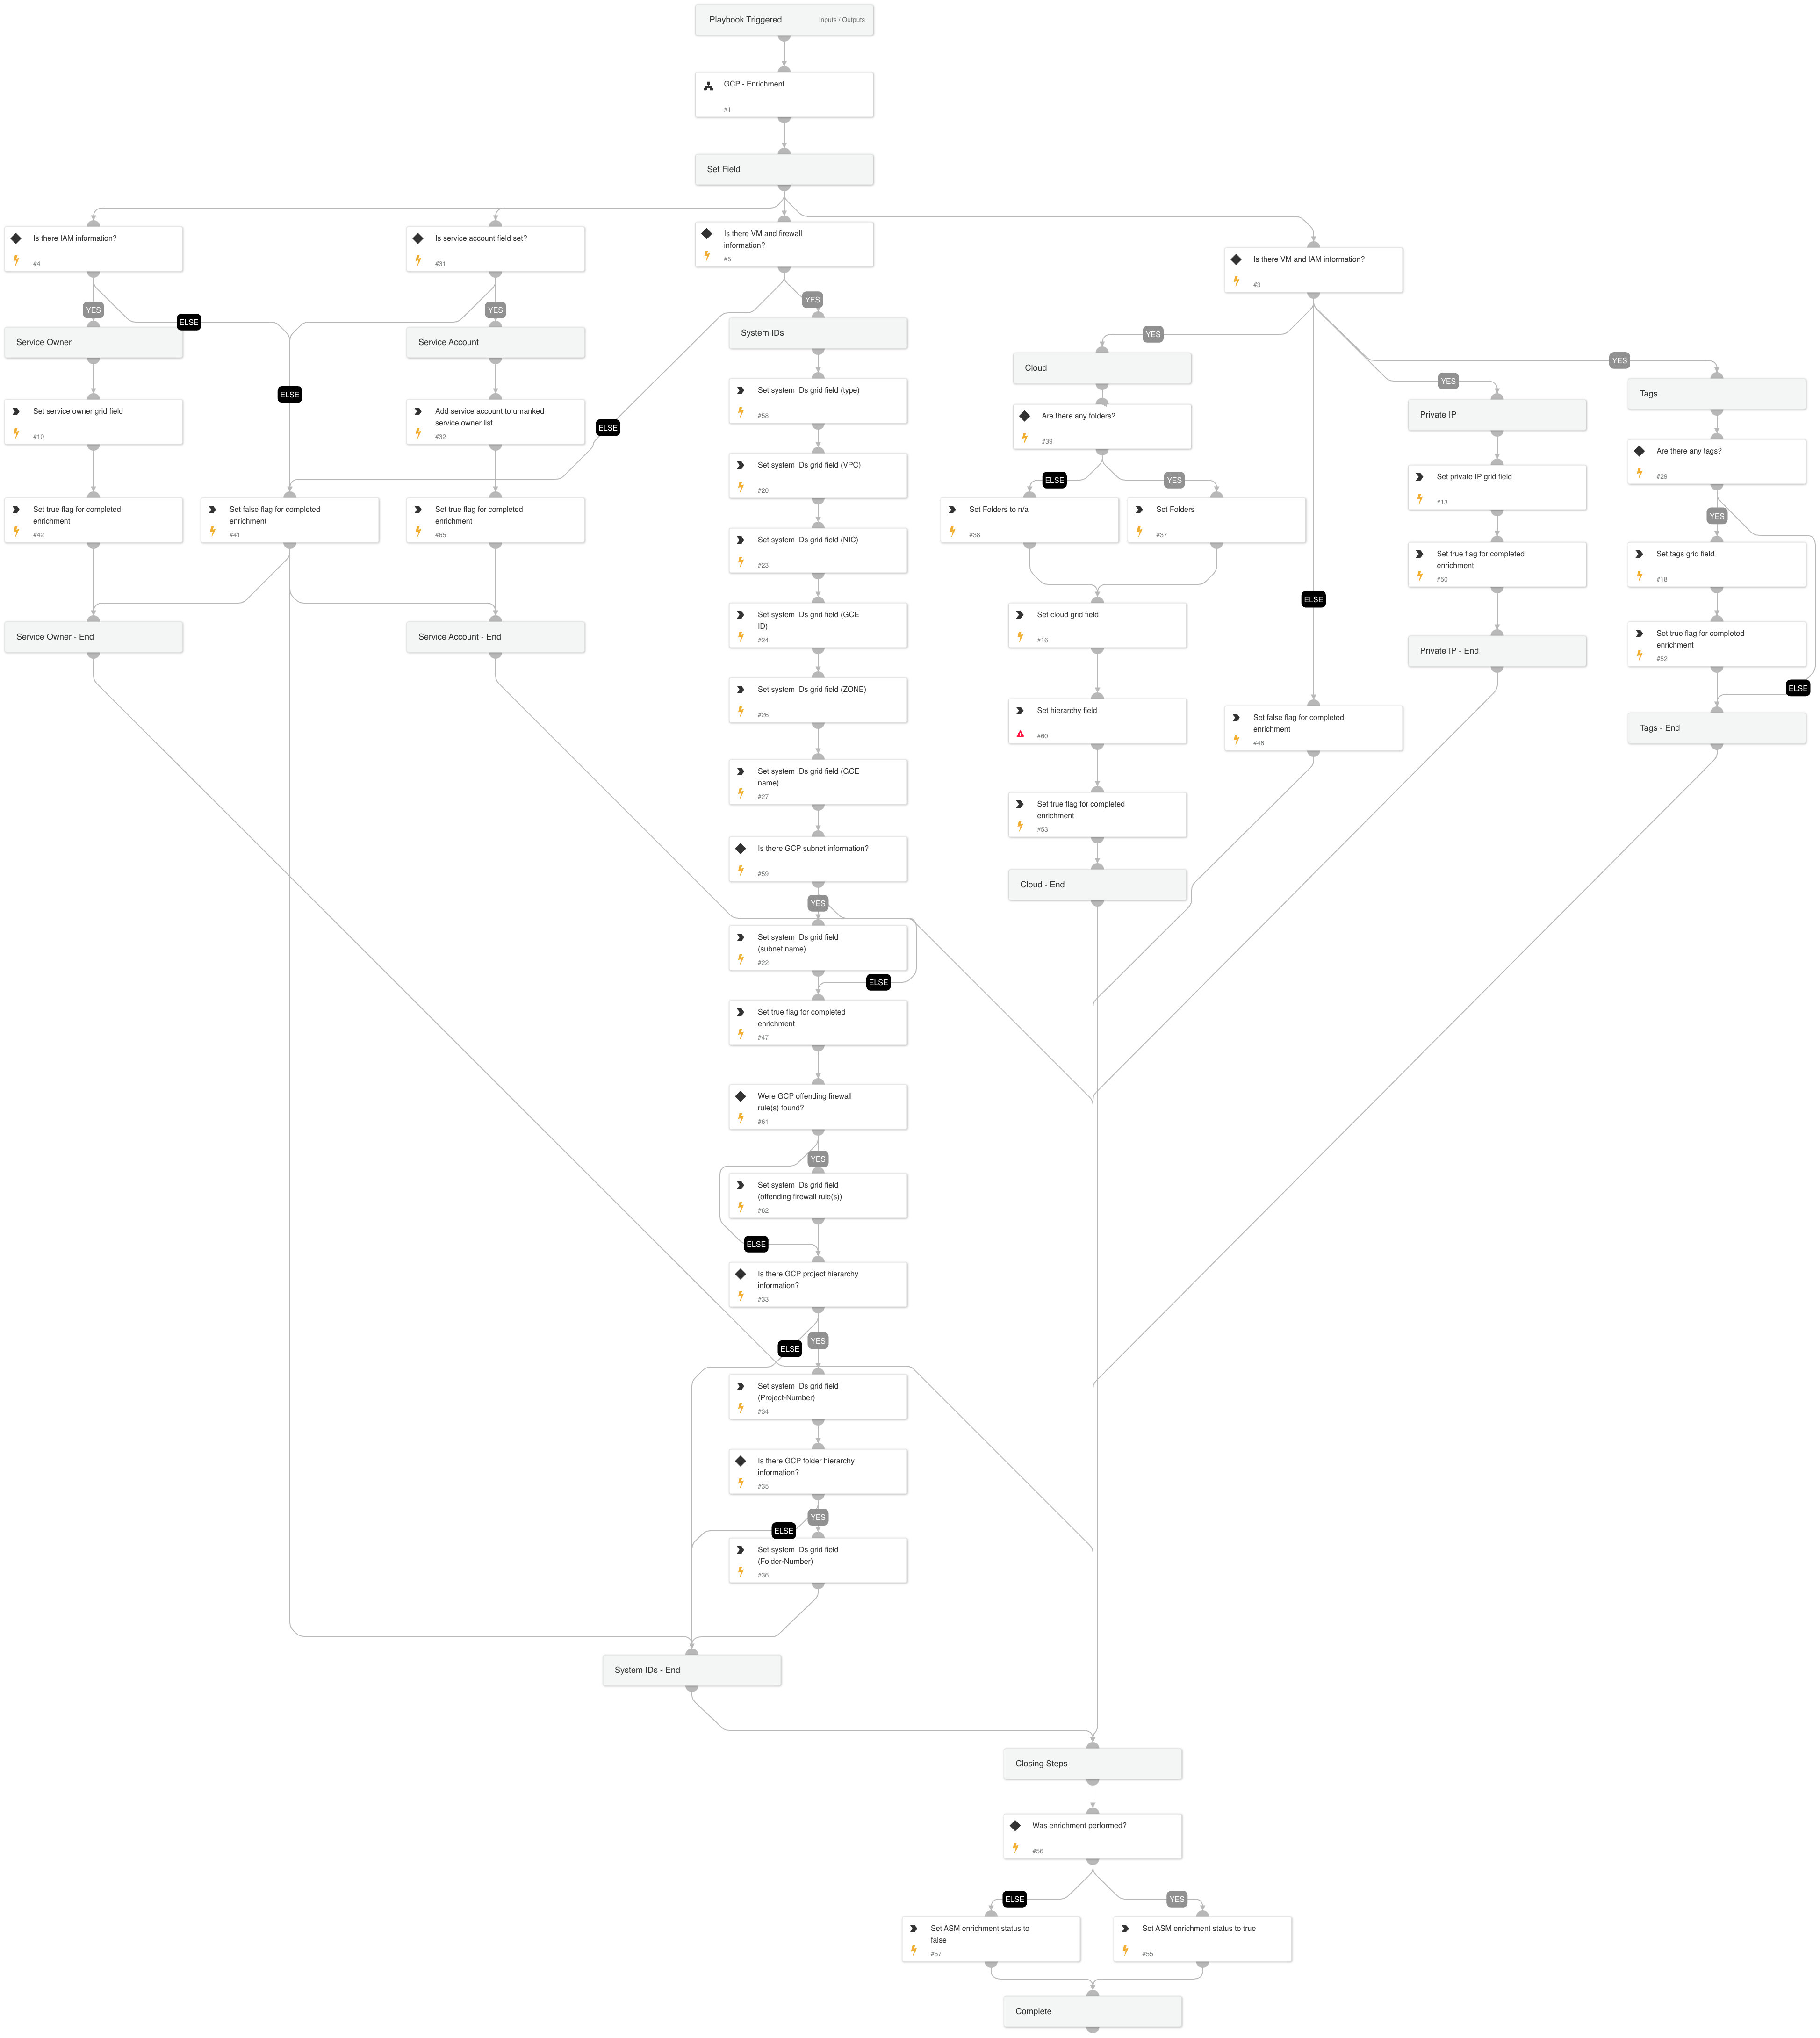 Playbook Triggered
Inputs / Outputs
GCP - Enrichment
#1
Set Field
Is there IAM information?
#4
Is service account field set?
#31
Is there VM and firewall
information?
#5
Is there VM and IAM information?
#3
YES
ELSE
YES
YES
YES
YES
YES
Service Owner
Service Account
System IDs
Cloud
Private IP
Tags
ELSE
ELSE
Set service owner grid field
#10
Add service account to unranked
service owner list
#32
Set system IDs grid field (type)
#58
Are there any folders?
#39
Set private IP grid field
#13
Are there any tags?
#29
Set system IDs grid field (VPC)
#20
ELSE
YES
YES
Set true flag for completed
enrichment
#42
Set false flag for completed
enrichment
#41
Set true flag for completed
enrichment
#65
Set system IDs grid field (NIC)
#23
Set Folders to n/a
#38
Set Folders
#37
Set true flag for completed
enrichment
#50
Set tags grid field
#18
ELSE
Service Owner - End
Service Account - End
Set system IDs grid field (GCE
ID)
#24
Set cloud grid field
#16
Private IP - End
Set true flag for completed
enrichment
#52
ELSE
Set system IDs grid field (ZONE)
#26
Set hierarchy field
#60
Set false flag for completed
enrichment
#48
Tags - End
Set system IDs grid field (GCE
name)
#27
Set true flag for completed
enrichment
#53
Is there GCP subnet information?
#59
Cloud - End
YES
Set system IDs grid field
(subnet name)
#22
ELSE
Set true flag for completed
enrichment
#47
Were GCP offending firewall
rule(s) found?
#61
YES
Set system IDs grid field
(offending firewall rule(s))
#62
ELSE
Is there GCP project hierarchy
information?
#33
YES
ELSE
Set system IDs grid field
(Project-Number)
#34
Is there GCP folder hierarchy
information?
#35
YES
ELSE
Set system IDs grid field
(Folder-Number)
#36
System IDs - End
Closing Steps
Was enrichment performed?
#56
ELSE
YES
Set ASM enrichment status to
false
#57
Set ASM enrichment status to true
#55
Complete